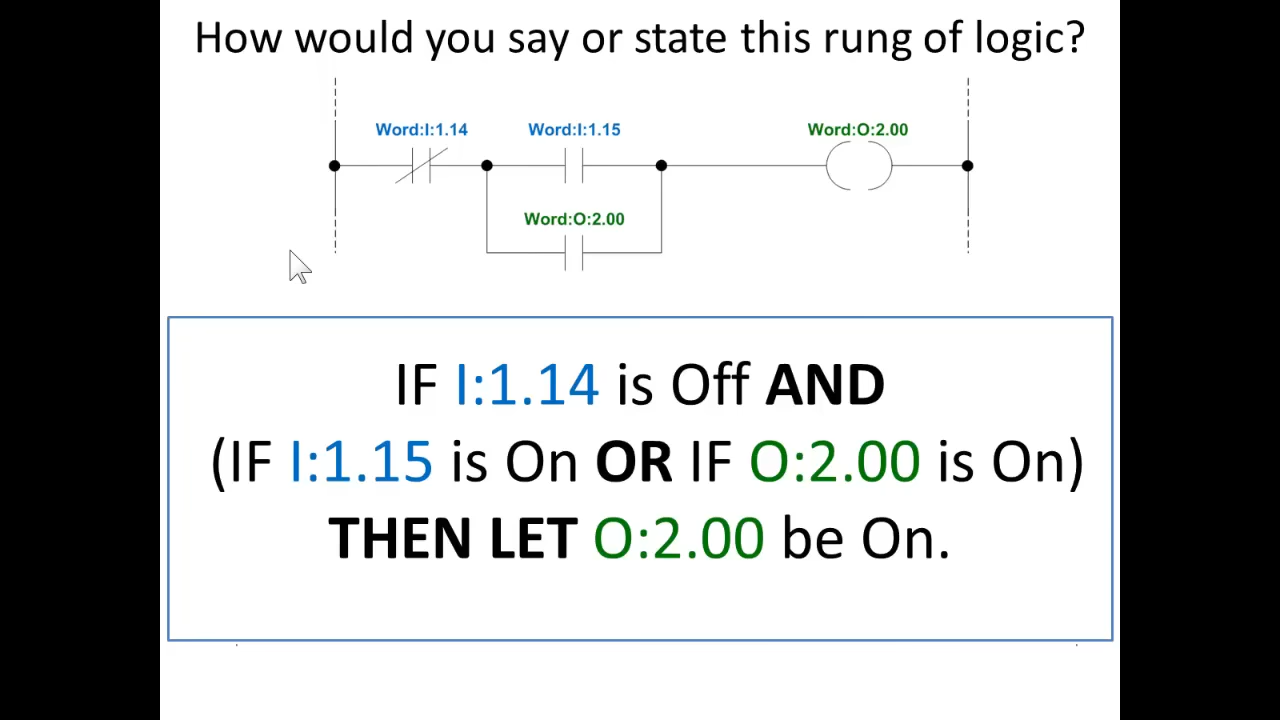 How would you say or state this rung of logic?
Word:I:1.14 Word:I:1.15 Word:O:2.00
Word:O:2.00
IF I:1.14 is Off AND
(IF I:1.15 is On OR IF O:2.00 is On)
THEN LET O:2.00 be On.